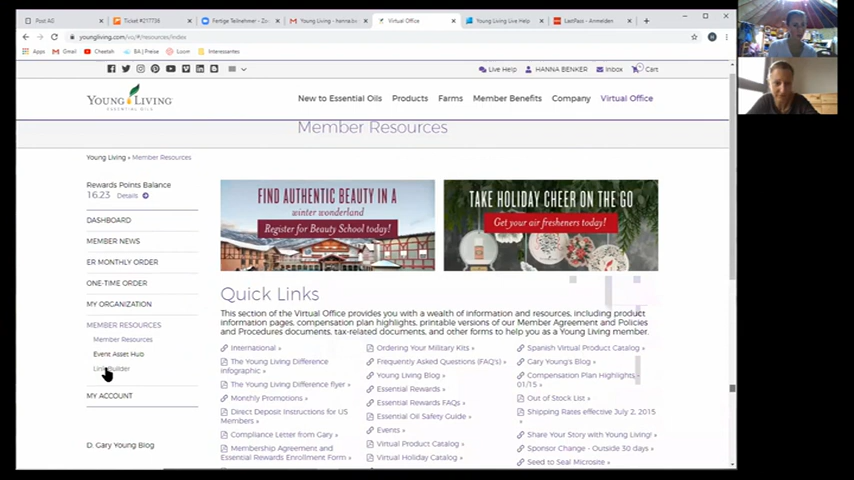 Post AG
Ticket #217736
Fertige Teilnehmer - Zo
Young Living - hanna.b
Virtual Office
Young Living Live Help
LastPass - Anmelden
youngliving.com/vo/#/resources/index
Apps
Gmail
Cheetah
BA | Preise
Mond
Interessantes
Live Help
HANNA BENKER
Inbox
Cart
YOUNG LIVING
ESSENTIAL OILS
New to Essential Oils
Products
Farms
Member Benefits
Company
Virtual Office
Member Resources
Young Living » Member Resources
Rewards Points Balance
16.23 Details
DASHBOARD
MEMBER NEWS
ER MONTHLY ORDER
ONE-TIME ORDER
MY ORGANIZATION
MEMBER RESOURCES
Member Resources
Event Asset Hub
MY ACCOUNT
D. Gary Young Blog
FIND AUTHENTIC BEAUTY IN A
winter wonderland
Register for Beauty School today!
TAKE HOLIDAY CHEER ON THE GO
Get your air fresheners today!
Quick Links
This section of the Virtual Office provides you with a wealth of information and resources, including product
information pages, compensation plan highlights, printable versions of our Member Agreement and Policies
and Procedures documents, tax-related documents, and other forms to help you as a Young Living member.
International »
The Young Living Difference
infographic »
The Young Living Difference flyer »
Monthly Promotions »
Direct Deposit Instructions for US
Members »
Compliance Letter from Gary »
Membership Agreement and
Essential Rewards Enrollment Form »
Ordering Your Military Kits »
Frequently Asked Questions (FAQ's) »
Young Living Blog »
Essential Rewards »
Essential Rewards FAQs »
Essential Oil Safety Guide »
Events »
Virtual Product Catalog »
Virtual Holiday Catalog »
Spanish Virtual Product Catalog »
Gary Young's Blog »
Compensation Plan Highlights -
01/15 »
Out of Stock List »
Shipping Rates effective July 2, 2015
»
Share Your Story with Young Living! »
Sponsor Change - Outside 30 days »
Seed to Seal Microsite »